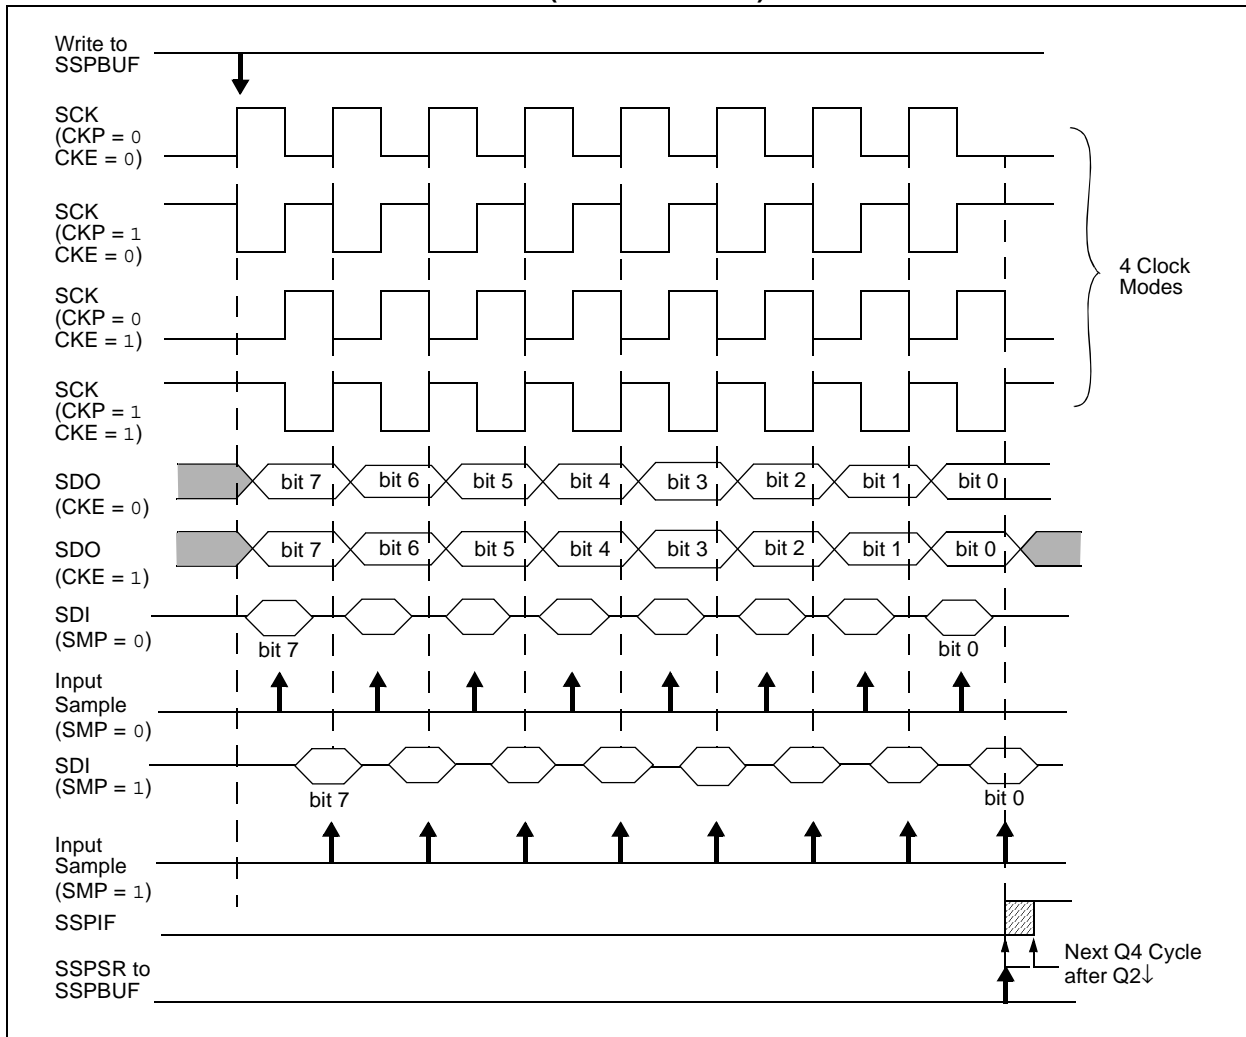 Write to
SSPBUF
SCK
(CKP = 0
CKE = 0)
SCK
(CKP = 1
CKE = 0)
SCK
(CKP = 0
CKE = 1)
SCK
(CKP = 1
CKE = 1)
4 Clock
Modes
SDO
(CKE = 0)
bit 7 bit 6 bit 5 bit 4 bit 3 bit 2 bit 1 bit 0
SDO
(CKE = 1)
bit 7 bit 6 bit 5 bit 4 bit 3 bit 2 bit 1 bit 0
SDI
(SMP = 0)
bit 7 bit 0
Input
Sample
(SMP = 0)
SDI
(SMP = 1)
bit 7 bit 0
Input
Sample
(SMP = 1)
SSPIF
Next Q4 Cycle
after Q2↓
SSPSR to
SSPBUF